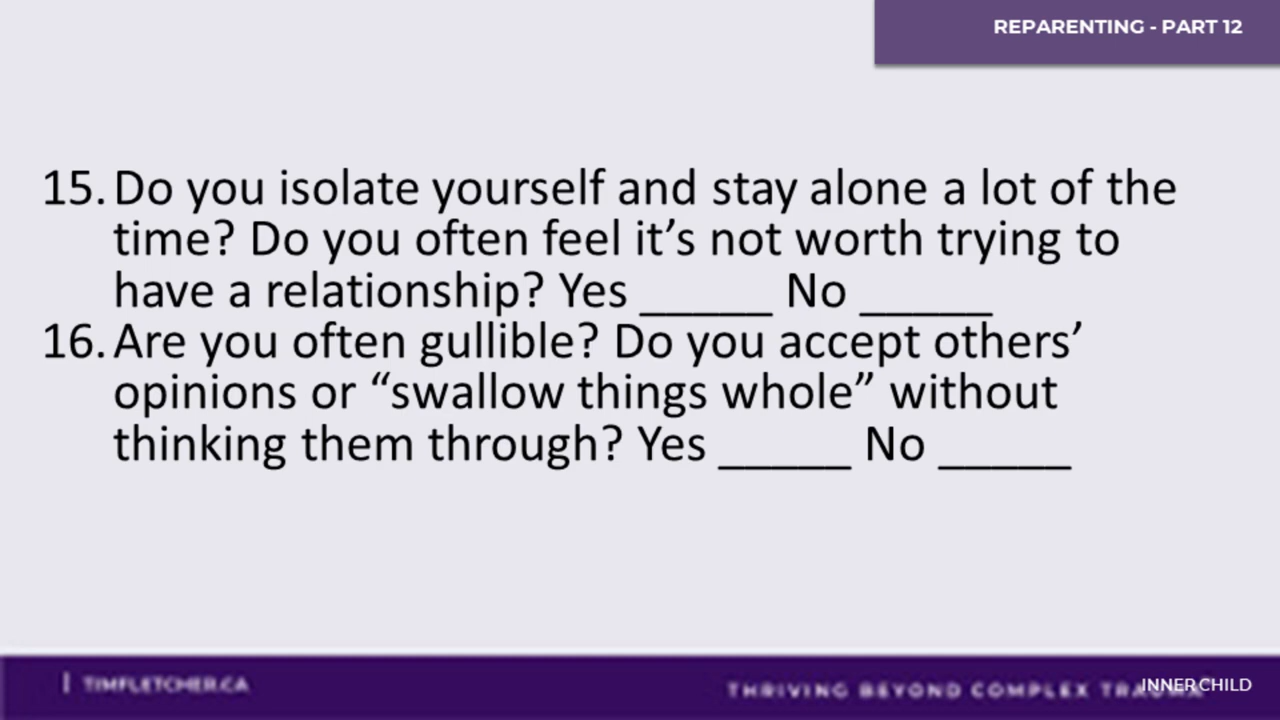 REPARENTING - PART 12
15. Do you isolate yourself and stay alone a lot of the
time? Do you often feel it’s not worth trying to
have a relationship? Yes _____ No _____
16. Are you often gullible? Do you accept others’
opinions or “swallow things whole” without
thinking them through? Yes _____ No _____
| TIMFLETCHER.CA
THRIVING BEYOND COMPLEX
INNER CHILD